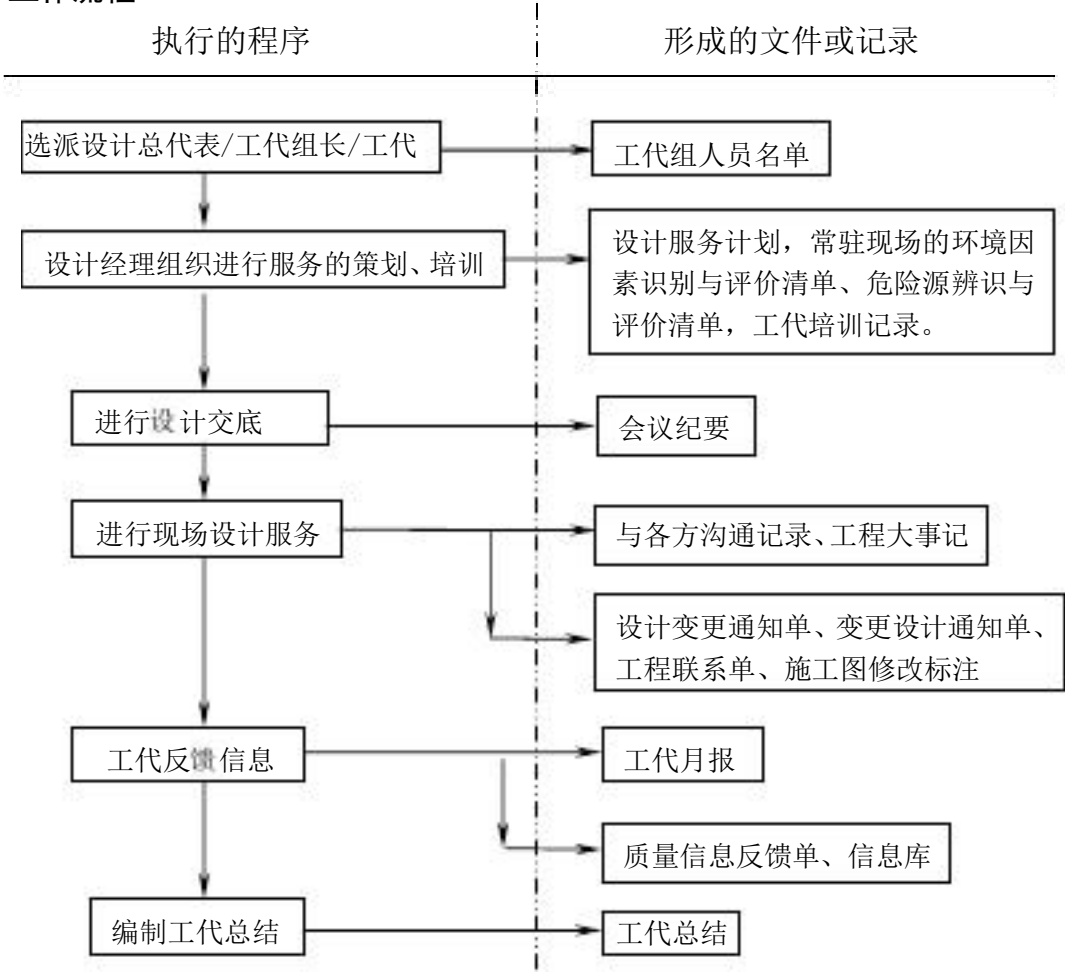 执行的程序
形成的文件或记录
选派设计总代表/工代组长/工代
工代组人员名单
设计经理组织进行服务的策划、培训
设计服务计划，常驻现场的环境因
素识别与评价清单、危险源辨识与
评价清单，工代培训记录。
进行设计交底
会议纪要
进行现场设计服务
与各方沟通记录、工程大事记
设计变更通知单、变更设计通知单、
工程联系单、施工图修改标注
工代反馈信息
工代月报
质量信息反馈单、信息库
编制工代总结
工代总结